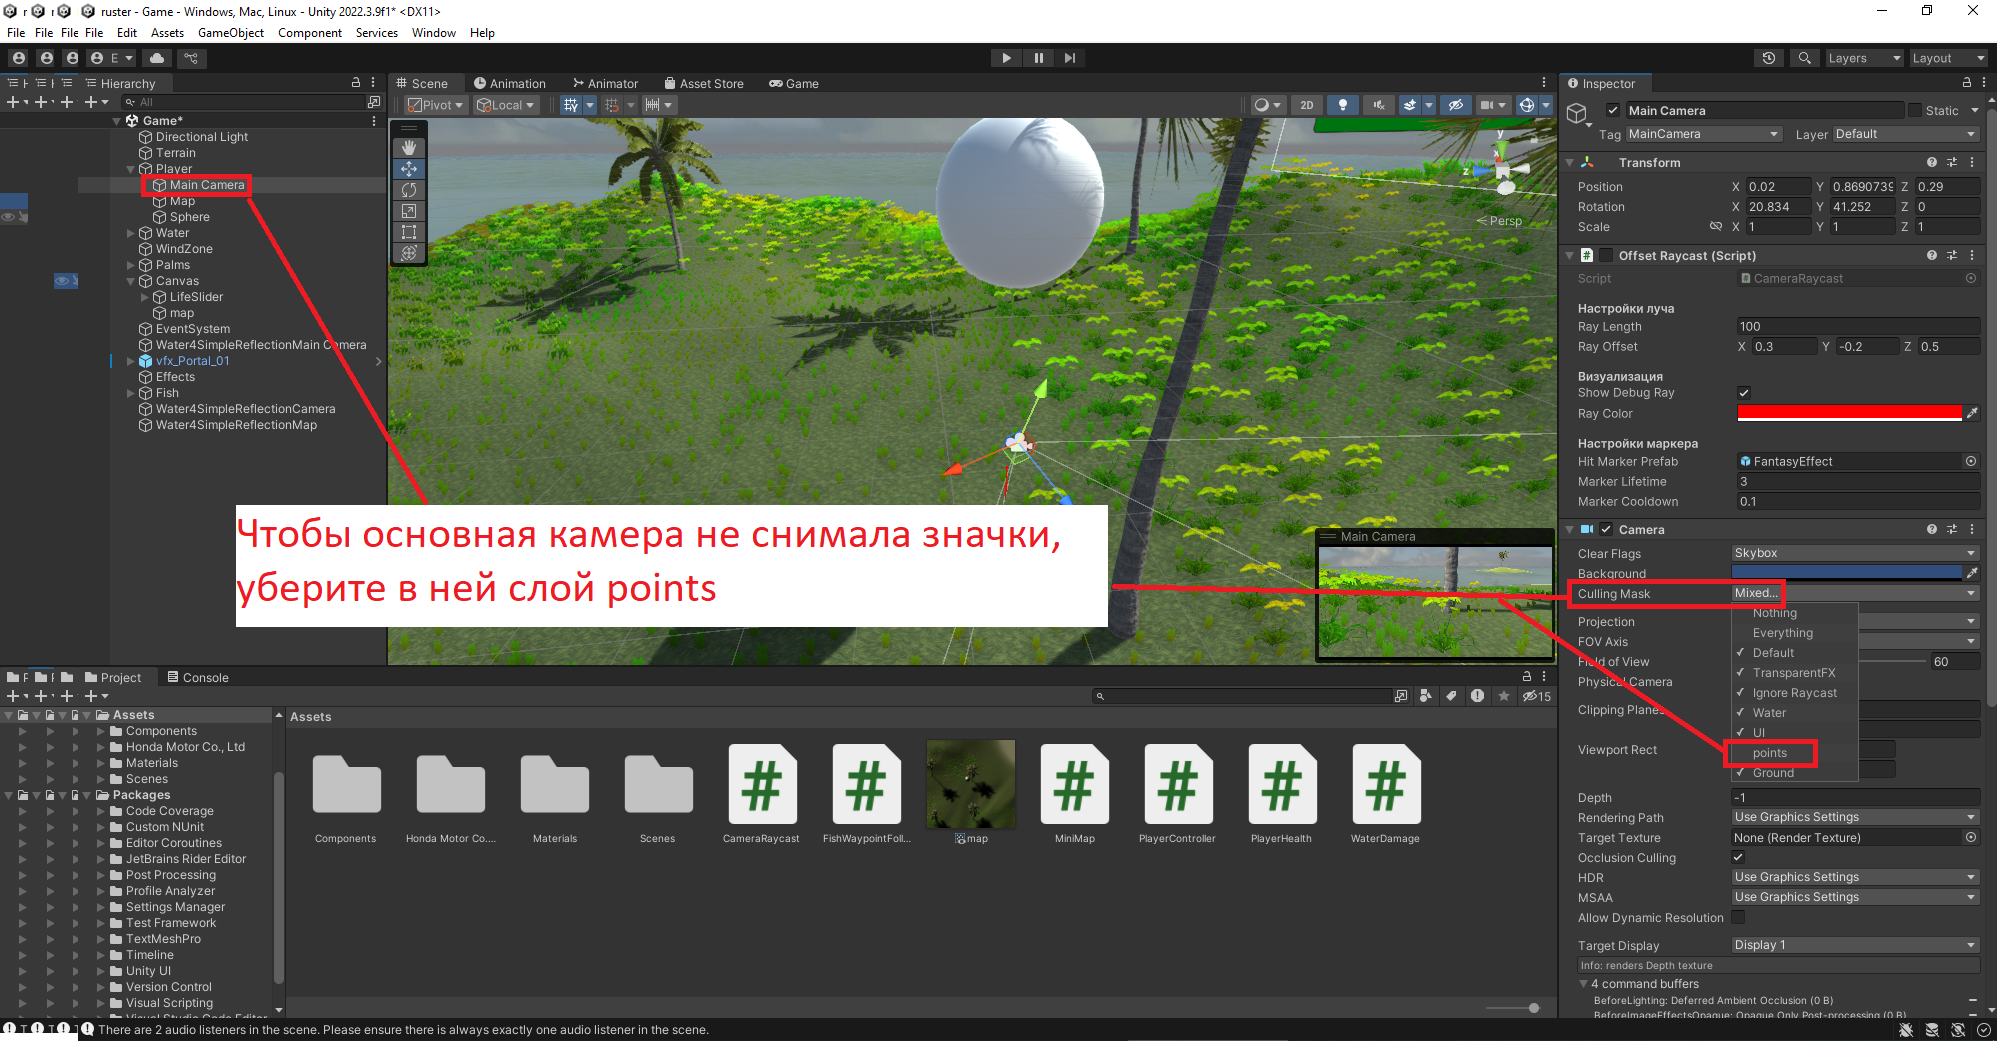 ruster - Game - Windows, Mac, Linux - Unity 2022.3.9f1* <DX11>
File File File File Edit Assets GameObject Component Services Window Help
E
Layers Layout
Hierarchy
All
Game*
Directional Light
Terrain
Player
Main Camera
Map
Sphere
Water
WindZone
Palms
Canvas
LifeSlider
map
EventSystem
Water4SimpleReflectionMain Camera
vfx_Portal_01
Effects
Fish
Water4SimpleReflectionCamera
Water4SimpleReflectionMap
Scene Animation Animator Asset Store Game
Pivot Local
2D
y
x
z
Persp
Чтобы основная камера не снимала значки,
уберите в ней слой points
Main Camera
Inspector
Main Camera Static
Tag MainCamera Layer Default
Transform
Position X 0.02 Y 0.8690739 Z 0.29
Rotation X 20.834 Y 41.252 Z 0
Scale X 1 Y 1 Z 1
Offset Raycast (Script)
Script CameraRaycast
Настройки луча
Ray Length 100
Ray Offset X 0.3 Y -0.2 Z 0.5
Визуализация
Show Debug Ray
Ray Color
Настройки маркера
Hit Marker Prefab FantasyEffect
Marker Lifetime 3
Marker Cooldown 0.1
Camera
Clear Flags Skybox
Background
Culling Mask Mixed...
Nothing
Everything
Default
TransparentFX
Ignore Raycast
Water
UI
points
Ground
Projection
FOV Axis
Field of View 60
Physical Camera
Clipping Planes
Viewport Rect
Depth -1
Rendering Path Use Graphics Settings
Target Texture None (Render Texture)
Occlusion Culling
HDR Use Graphics Settings
MSAA Use Graphics Settings
Allow Dynamic Resolution
Target Display Display 1
Info: renders Depth texture
4 command buffers
BeforeLighting: Deferred Ambient Occlusion (0 B)
BeforeImageEffectsOpaque: Opaque Only Post-processing (0 B)
Project Console
15
Assets
Components
Honda Motor Co., Ltd
Materials
Scenes
Packages
Code Coverage
Custom NUnit
Editor Coroutines
JetBrains Rider Editor
Post Processing
Profile Analyzer
Settings Manager
Test Framework
TextMeshPro
Timeline
Unity UI
Version Control
Visual Scripting
Visual Studio Code Editor
Assets
Components Honda Motor Co.... Materials Scenes CameraRaycast FishWaypointFoll... map MiniMap PlayerController PlayerHealth WaterDamage
There are 2 audio listeners in the scene. Please ensure there is always exactly one audio listener in the scene.